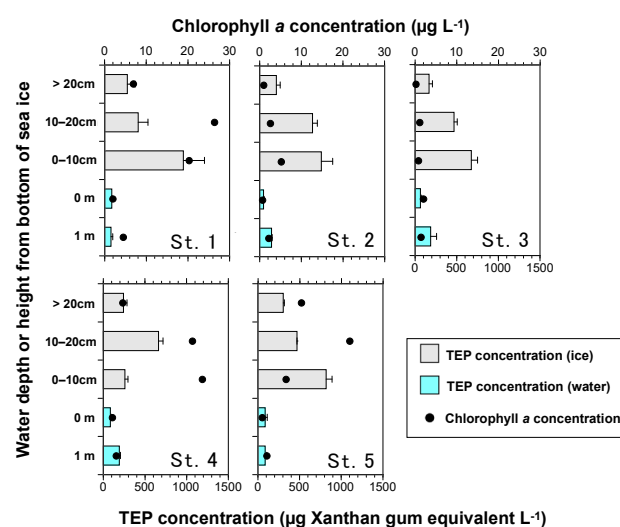 Chlorophyll a concentration (µg L-1)
0 10 20 30 0 10 20 30 0 10 20 30
Water depth or height from bottom of sea ice
> 20cm
10–20cm
0–10cm
0 m
1 m
St. 1
St. 2
St. 3
0 500 1000 1500
> 20cm
10–20cm
0–10cm
0 m
1 m
St. 4
St. 5
0 500 1000 1500 0 500 1000 1500
TEP concentration (ice)
TEP concentration (water)
Chlorophyll a concentration
TEP concentration (µg Xanthan gum equivalent L-1)